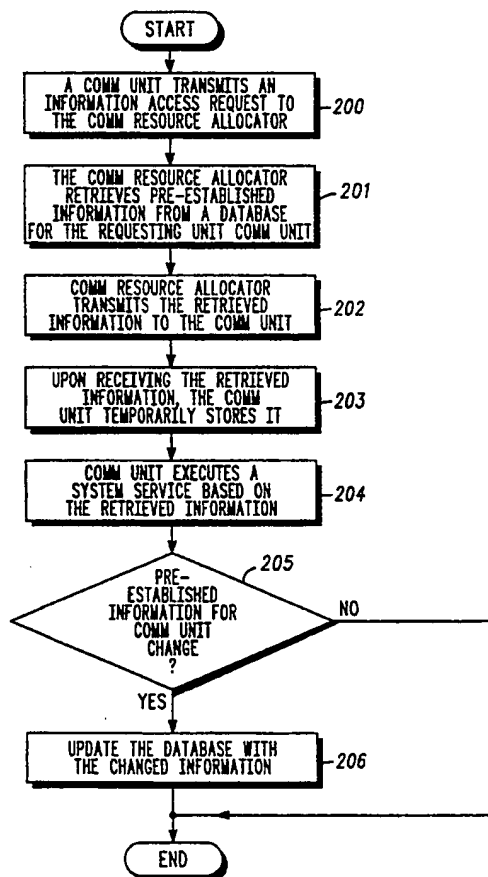 START
A COMM UNIT TRANSMITS AN
INFORMATION ACCESS REQUEST TO
THE COMM RESOURCE ALLOCATOR
200
THE COMM RESOURCE ALLOCATOR
RETRIEVES PRE-ESTABLISHED
INFORMATION FROM A DATABASE
FOR THE REQUESTING UNIT COMM UNIT
201
COMM RESOURCE ALLOCATOR
TRANSMITS THE RETRIEVED
INFORMATION TO THE COMM UNIT
202
UPON RECEIVING THE RETRIEVED
INFORMATION, THE COMM
UNIT TEMPORARILY STORES IT
203
COMM UNIT EXECUTES A
SYSTEM SERVICE BASED ON
THE RETRIEVED INFORMATION
204
205
PRE-
ESTABLISHED
INFORMATION FOR
COMM UNIT
CHANGE
?
NO
YES
UPDATE THE DATABASE WITH
THE CHANGED INFORMATION
206
END